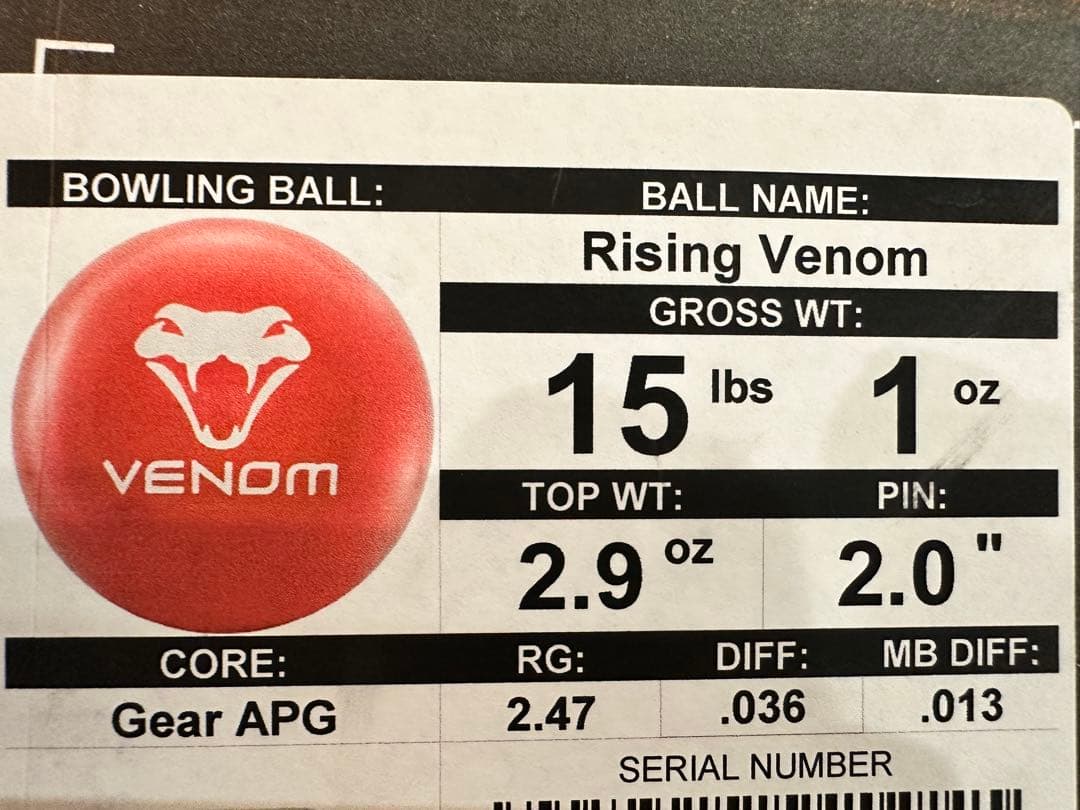 BOWLING BALL:
BALL NAME:
Rising Venom
VENOM
GROSS WT:
15 lbs 1 oz
TOP WT: PIN:
2.9 oz 2.0 "
CORE: RG: DIFF: MB DIFF:
Gear APG 2.47 .036 .013
SERIAL NUMBER